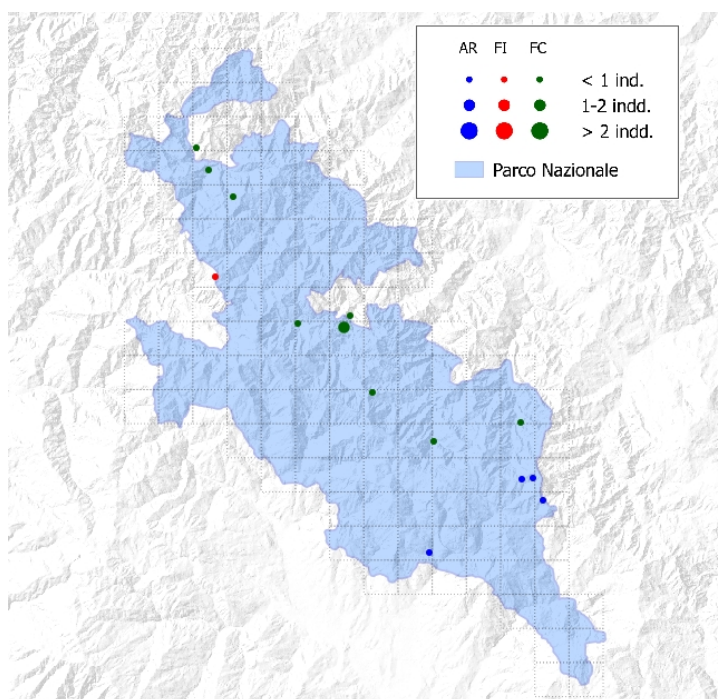 AR FI FC
< 1 ind.
1-2 indd.
> 2 indd.
Parco Nazionale